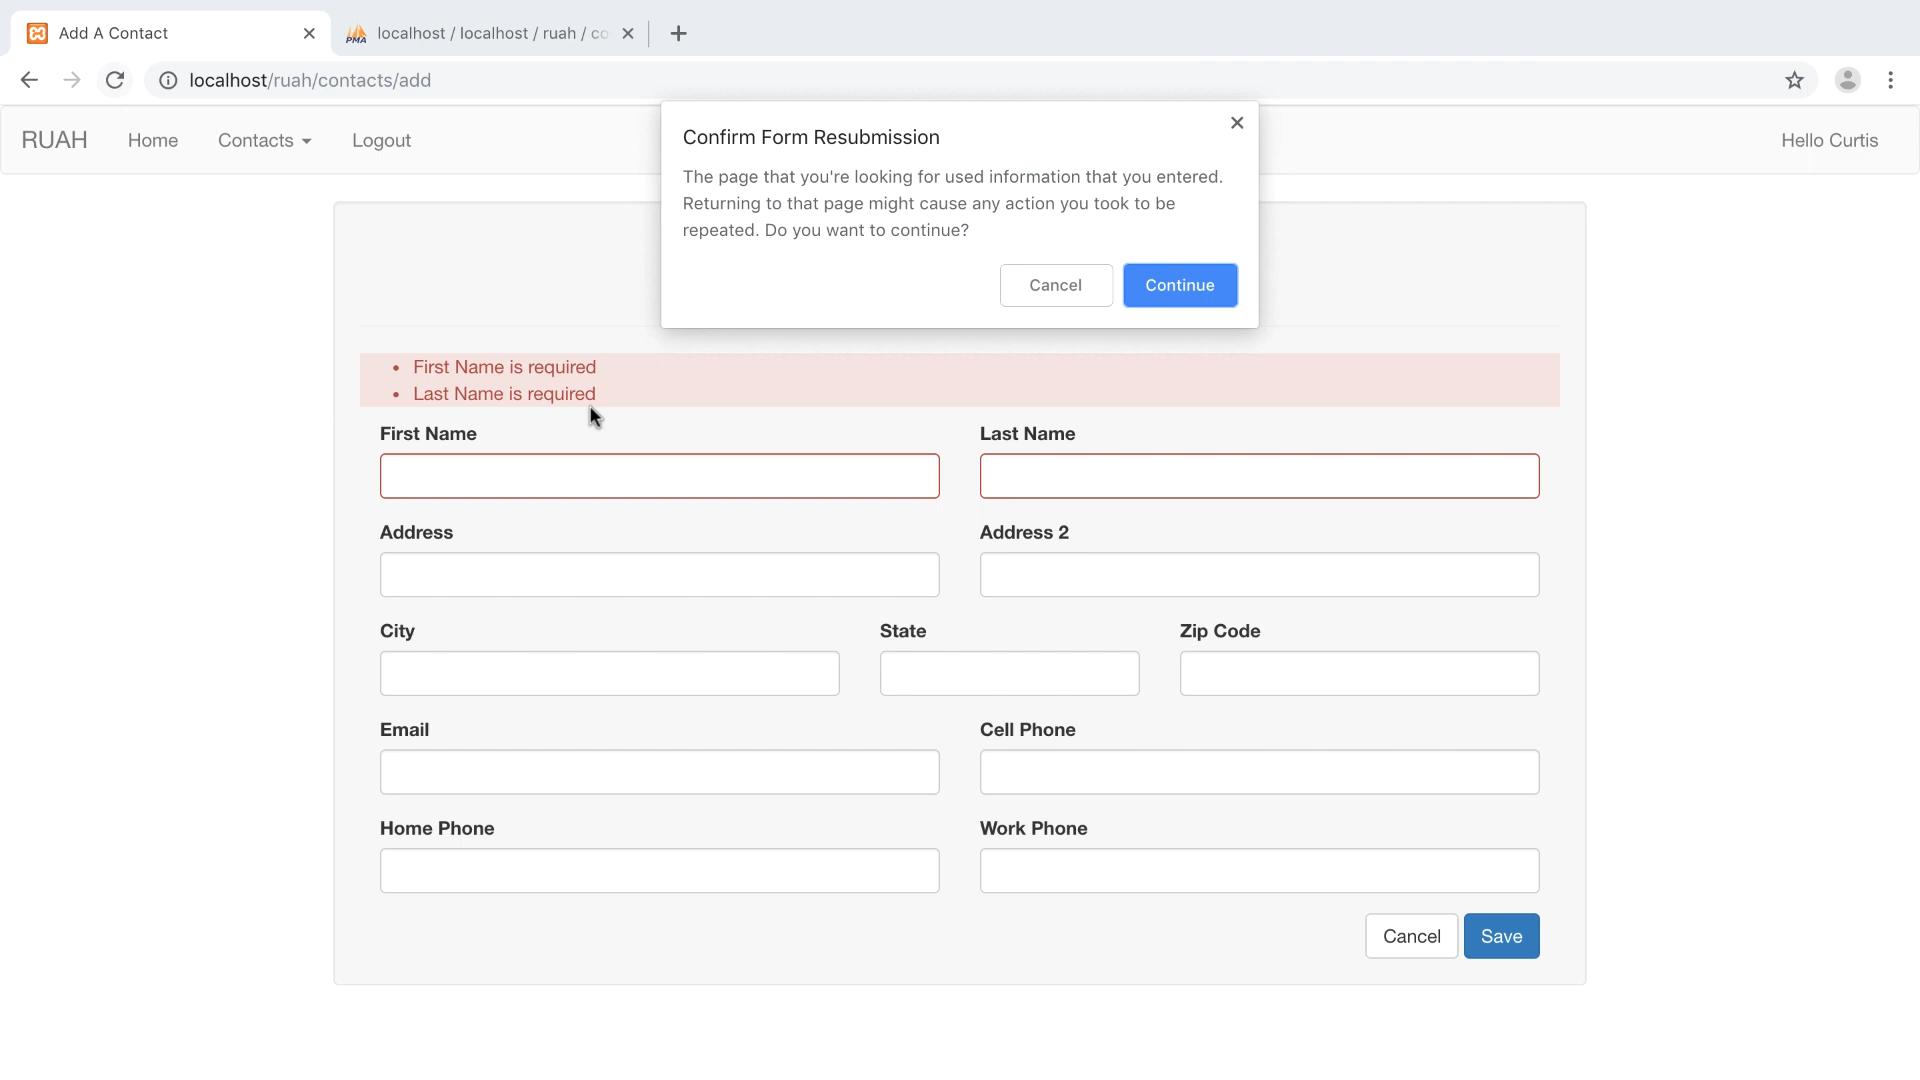 Add A Contact
localhost / localhost / ruah / co
localhost/ruah/contacts/add
RUAH Home Contacts Logout Hello Curtis
Confirm Form Resubmission
The page that you're looking for used information that you entered.
Returning to that page might cause any action you took to be
repeated. Do you want to continue?
Cancel Continue
• First Name is required
• Last Name is required
First Name Last Name
Address Address 2
City State Zip Code
Email Cell Phone
Home Phone Work Phone
Cancel Save